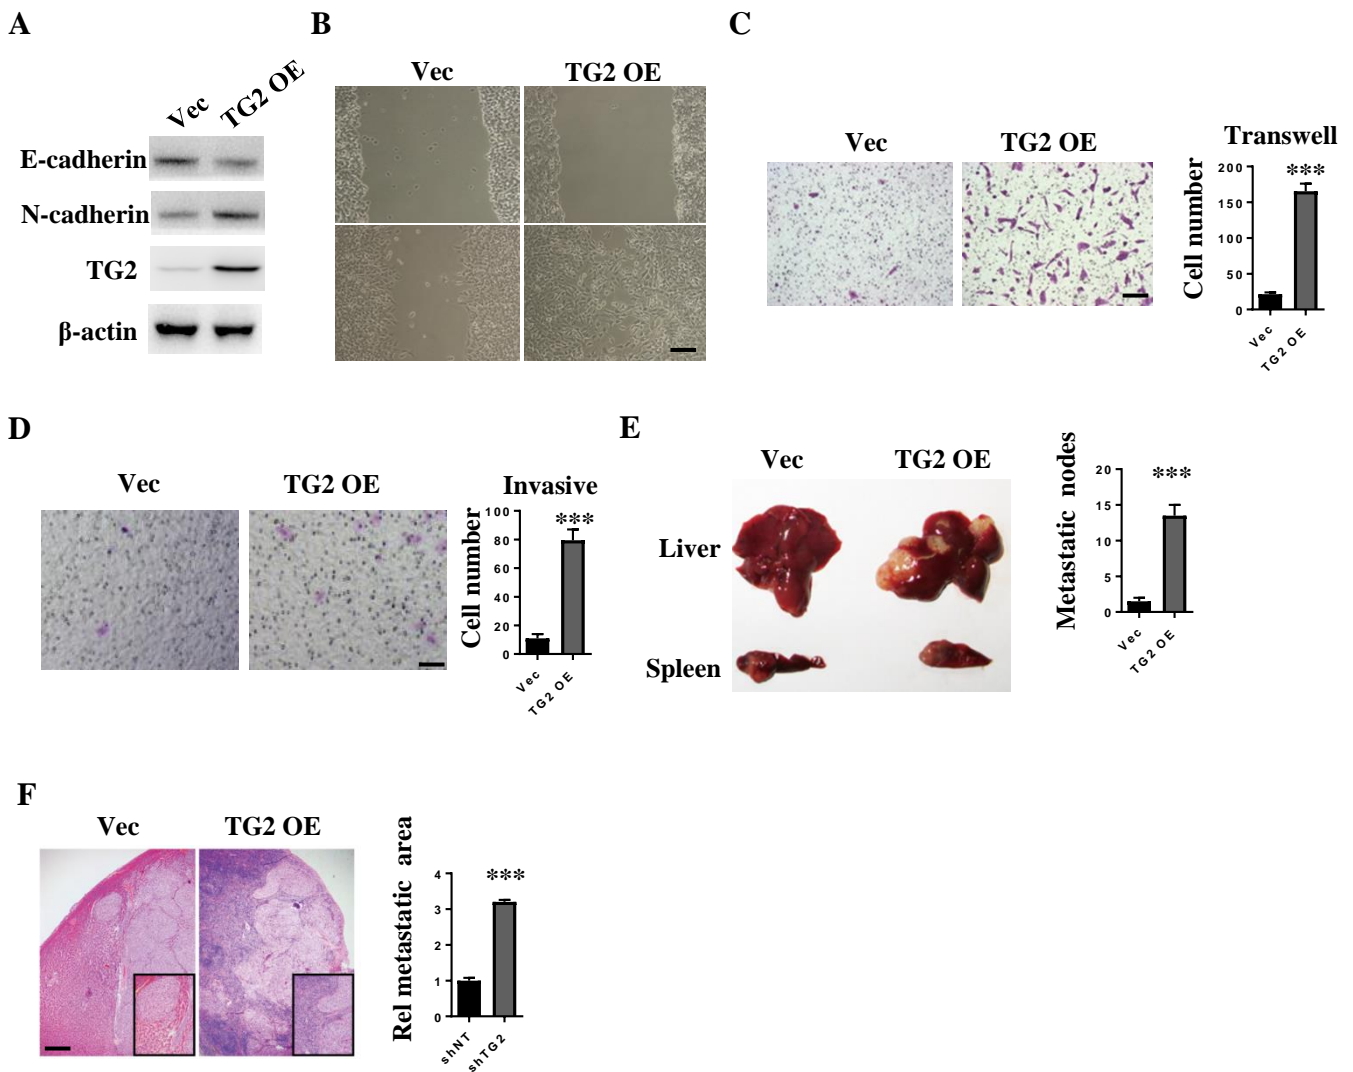 A
Vec
TG2 OE
E-cadherin
N-cadherin
TG2
β-actin
B
Vec
TG2 OE
C
Vec
TG2 OE
Transwell
Cell number
200
150
100
50
0
***
Vec
TG2 OE
D
Vec
TG2 OE
Invasive
Cell number
100
80
60
40
20
0
***
Vec
TG2 OE
E
Vec
TG2 OE
Liver
Spleen
Metastatic nodes
20
15
10
5
0
***
Vec
TG2 OE
F
Vec
TG2 OE
Rel metastatic area
4
3
2
1
0
***
shNT
shTG2